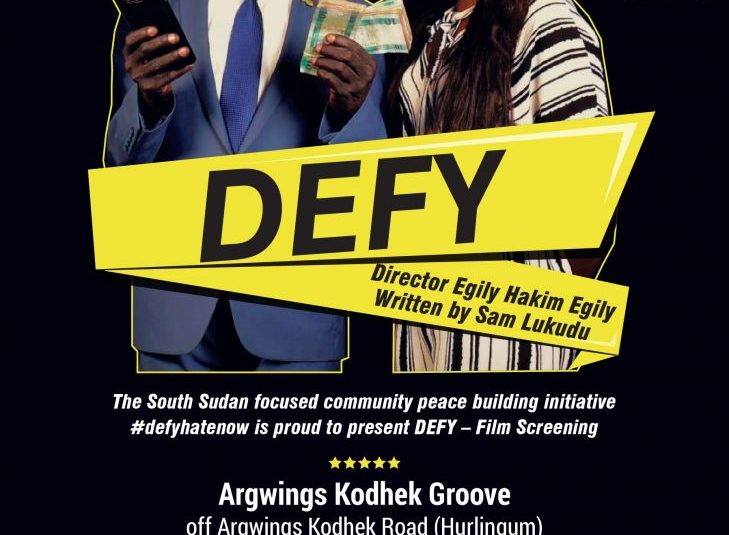 DEFY
Director Egily Hakim Egily
Written by Sam Lukudu
The South Sudan focused community peace building initiative
#defyhatenow is proud to present DEFY – Film Screening
Argwings Kodhek Groove
off Argwings Kodhek Road (Hurlingum)